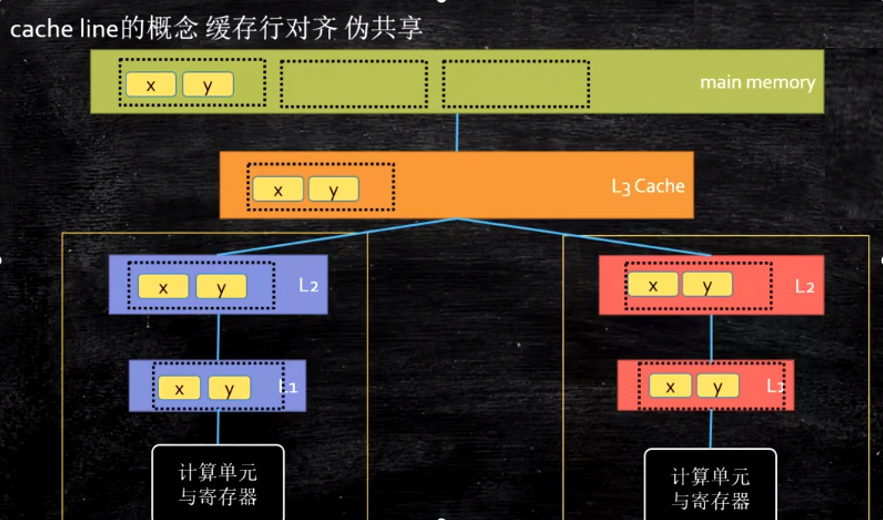 cache line的概念 缓存行对齐 伪共享
x y main memory
x y L3 Cache
x y L2
x y L2
x y L1
x y L1
计算单元
与寄存器
计算单元
与寄存器